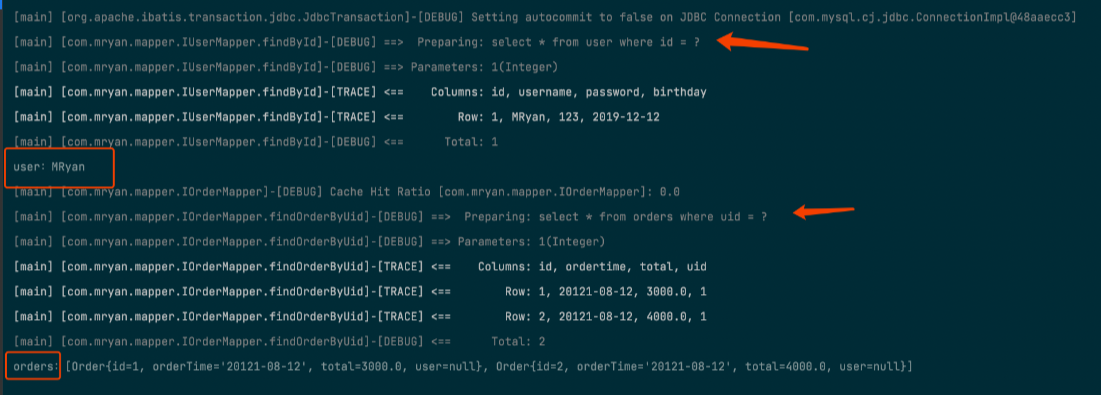 [main] [org.apache.ibatis.transaction.jdbc.JdbcTransaction]-[DEBUG] Setting autocommit to false on JDBC Connection [com.mysql.cj.jdbc.ConnectionImpl@48aaecc3]
[main] [com.mryan.mapper.IUserMapper.findById]-[DEBUG] ==>  Preparing: select * from user where id = ?
[main] [com.mryan.mapper.IUserMapper.findById]-[DEBUG] ==> Parameters: 1(Integer)
[main] [com.mryan.mapper.IUserMapper.findById]-[TRACE] <==    Columns: id, username, password, birthday
[main] [com.mryan.mapper.IUserMapper.findById]-[TRACE] <==        Row: 1, MRyan, 123, 2019-12-12
[main] [com.mryan.mapper.IUserMapper.findById]-[DEBUG] <==      Total: 1
user: MRyan
[main] [com.mryan.mapper.IOrderMapper]-[DEBUG] Cache Hit Ratio [com.mryan.mapper.IOrderMapper]: 0.0
[main] [com.mryan.mapper.IOrderMapper.findOrderByUid]-[DEBUG] ==>  Preparing: select * from orders where uid = ?
[main] [com.mryan.mapper.IOrderMapper.findOrderByUid]-[DEBUG] ==> Parameters: 1(Integer)
[main] [com.mryan.mapper.IOrderMapper.findOrderByUid]-[TRACE] <==    Columns: id, ordertime, total, uid
[main] [com.mryan.mapper.IOrderMapper.findOrderByUid]-[TRACE] <==        Row: 1, 20121-08-12, 3000.0, 1
[main] [com.mryan.mapper.IOrderMapper.findOrderByUid]-[TRACE] <==        Row: 2, 20121-08-12, 4000.0, 1
[main] [com.mryan.mapper.IOrderMapper.findOrderByUid]-[DEBUG] <==      Total: 2
orders: [Order{id=1, orderTime='20121-08-12', total=3000.0, user=null}, Order{id=2, orderTime='20121-08-12', total=4000.0, user=null}]